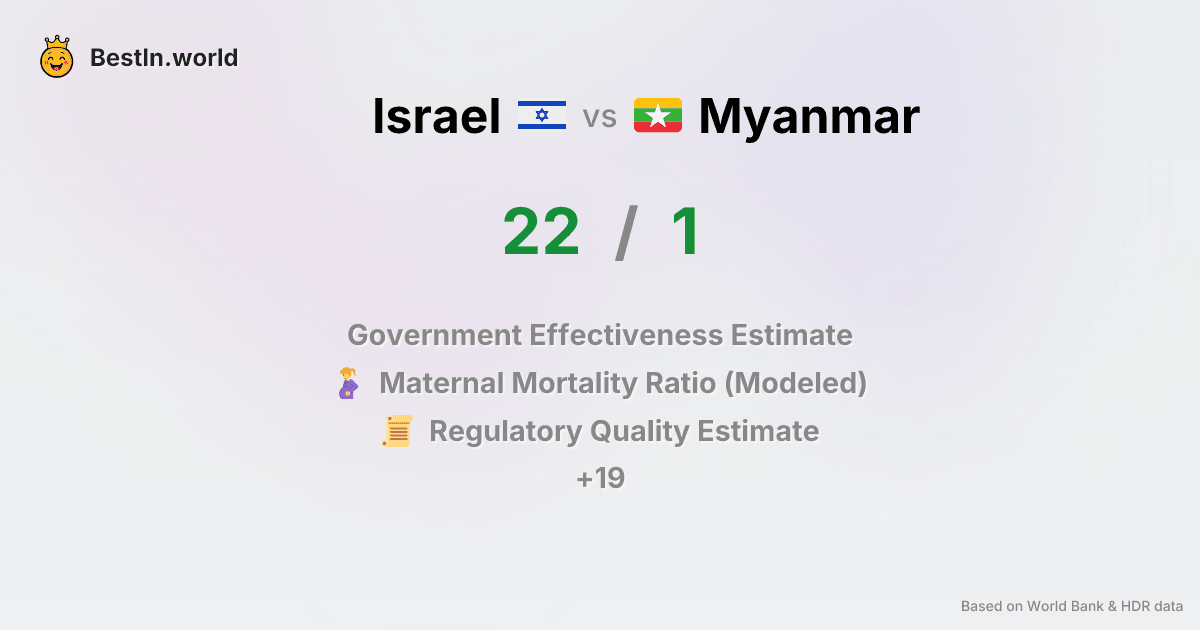 BestIn.world
Israel vs Myanmar
22 / 1
Government Effectiveness Estimate
Maternal Mortality Ratio (Modeled)
Regulatory Quality Estimate
+19
Based on World Bank & HDR data